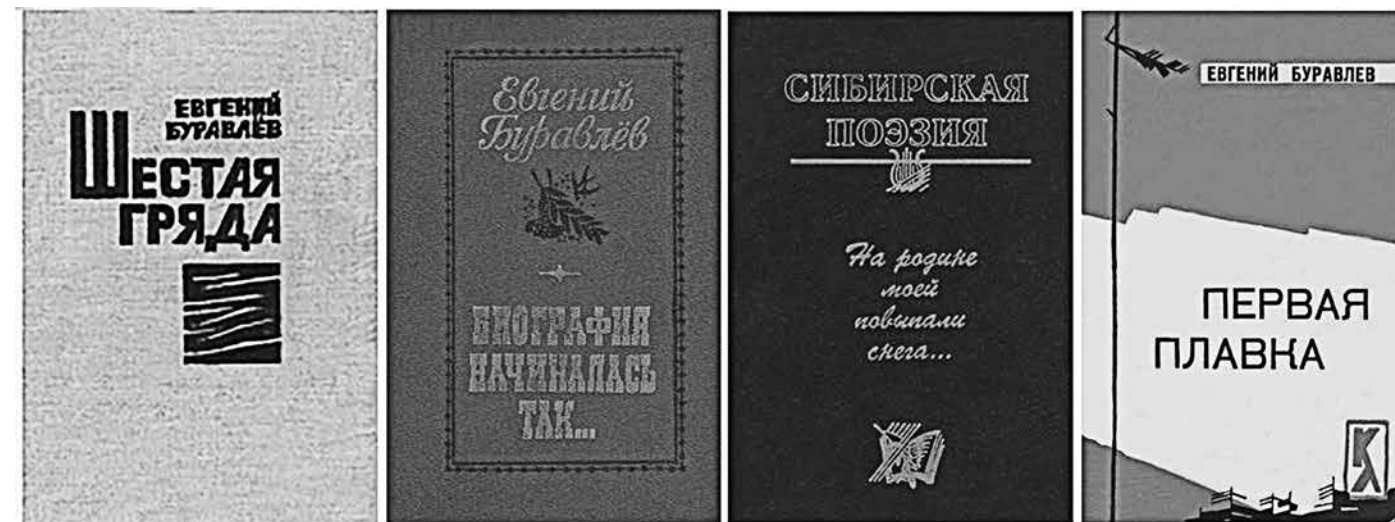 ЕВГЕНИЙ
БУРАВЛЁВ
ШЕСТАЯ
ГРЯДА
Евгений
Буравлёв
БИОГРАФИЯ
НАЧИНАЛАСЬ
ТАК...
СИБИРСКАЯ
ПОЭЗИЯ
На родине
моей
повыпали
снега...
ЕВГЕНИЙ БУРАВЛЕВ
ПЕРВАЯ
ПЛАВКА
КЛ